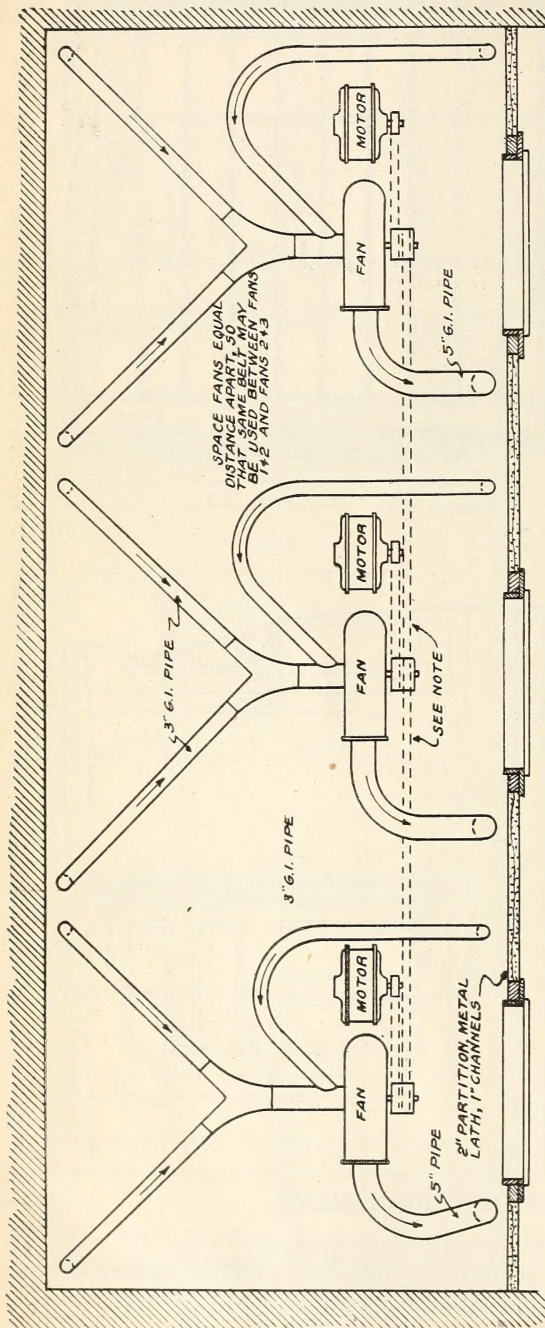 SPACE FANS EQUAL
DISTANCE APART, SO
THAT SAME BELT MAY
BE USED BETWEEN FANS
1+2 AND FANS 2+3
MOTOR
FAN
5" G.I. PIPE
3" G.I. PIPE
MOTOR
FAN
SEE NOTE
3" G.I. PIPE
MOTOR
FAN
5" PIPE
2" PARTITION, METAL
LATH, 1" CHANNELS